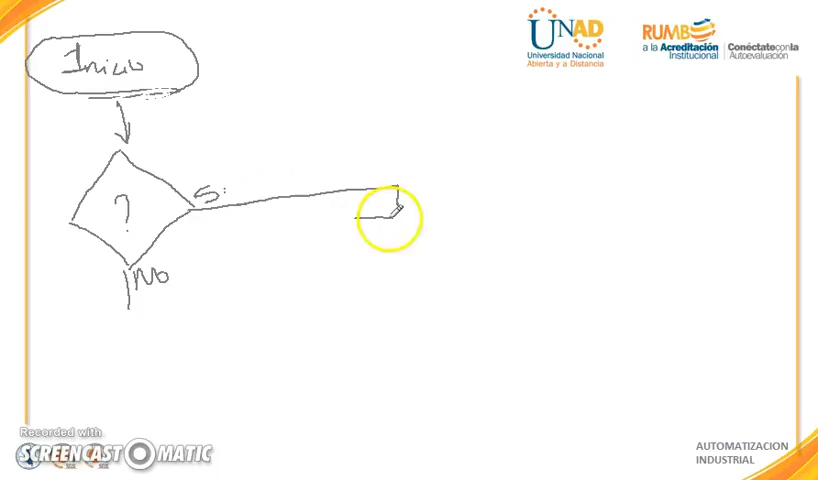 Inicio
UNAD
Universidad Nacional
Abierta y a Distancia
RUMBO
a la Acreditación
Institucional
Conéctate con la
Autoevaluación
Si
?
No
Recorded with
SCREENCAST MATIC
AUTOMATIZACION
INDUSTRIAL